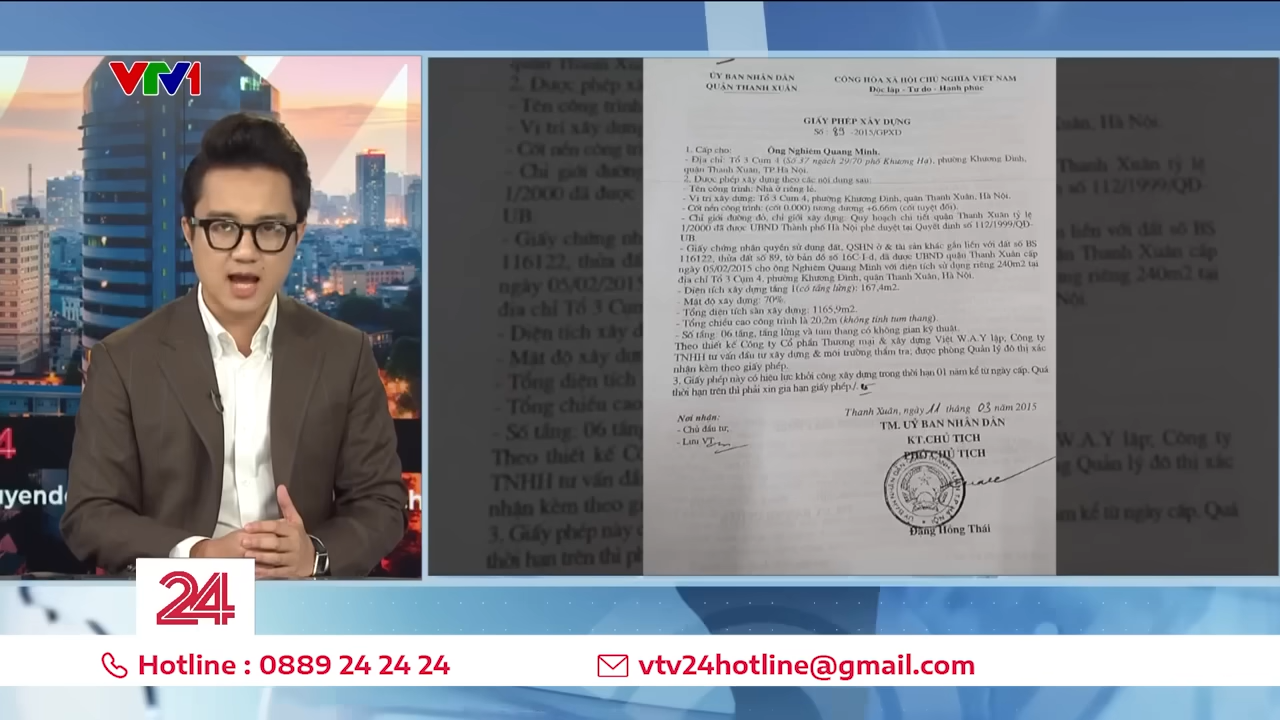 VTV1
ỦY BAN NHÂN DÂN
QUẬN THANH XUÂN
CỘNG HÒA XÃ HỘI CHỦ NGHĨA VIỆT NAM
Độc lập - Tự do - Hạnh phúc
GIẤY PHÉP XÂY DỰNG
Số 89 -2015/GPXD
1. Cấp cho: Ông Nghiêm Quang Minh.
- Địa chỉ: Tổ 3 Cụm 4 (Số 37 ngách 29/70 phố Khương Hạ), phường Khương Đình,
quận Thanh Xuân, TP.Hà Nội.
2. Được phép xây dựng theo các nội dung sau:
- Tên công trình: Nhà ở riêng lẻ.
- Vị trí xây dựng: Tổ 3 Cụm 4, phường Khương Đình, quận Thanh Xuân, Hà Nội.
- Cốt nền công trình: (cốt 0.000) tương đương +6.66m (cốt tuyệt đối).
- Chỉ giới đường đỏ, chỉ giới xây dựng: Quy hoạch chi tiết quận Thanh Xuân tỷ lệ
1/2000 đã được UBND Thành phố Hà Nội phê duyệt tại Quyết định số 112/1999/QĐ-
UB.
- Giấy chứng nhận quyền sử dụng đất, QSHN ở & tài sản khác gắn liền với đất số BS
116122, thửa đất số 89, tờ bản đồ số 16C-I-d, đã được UBND quận Thanh Xuân cấp
ngày 05/02/2015 cho ông Nghiêm Quang Minh với diện tích sử dụng riêng 240m2 tại
địa chỉ Tổ 3 Cụm 4, phường Khương Đình, quận Thanh Xuân, Hà Nội.
- Diện tích xây dựng tầng 1(có tầng lửng): 167,4m2.
- Mật độ xây dựng: 70%.
- Tổng diện tích sàn xây dựng: 1165,9m2.
- Tổng chiều cao công trình là 20,2m (không tính tum thang).
- Số tầng: 06 tầng, tầng lửng và tum thang có không gian kỹ thuật.
Theo thiết kế Công ty Cổ phần Thương mại & xây dựng Việt W.A.Y lập, Công ty
TNHH tư vấn đầu tư xây dựng & môi trường thẩm tra; được phòng Quản lý đô thị xác
nhận kèm theo giấy phép.
3. Giấy phép này có hiệu lực khởi công xây dựng trong thời hạn 01 năm kể từ ngày cấp. Quá
thời hạn trên thì phải xin gia hạn giấy phép./.
Nơi nhận:
- Chủ đầu tư;
- Lưu VT.
Thanh Xuân, ngày 11 tháng 03 năm 2015
TM. UỶ BAN NHÂN DÂN
KT.CHỦ TỊCH
PHÓ CHỦ TỊCH
Đặng Hồng Thái
24
Hotline : 0889 24 24 24
vtv24hotline@gmail.com